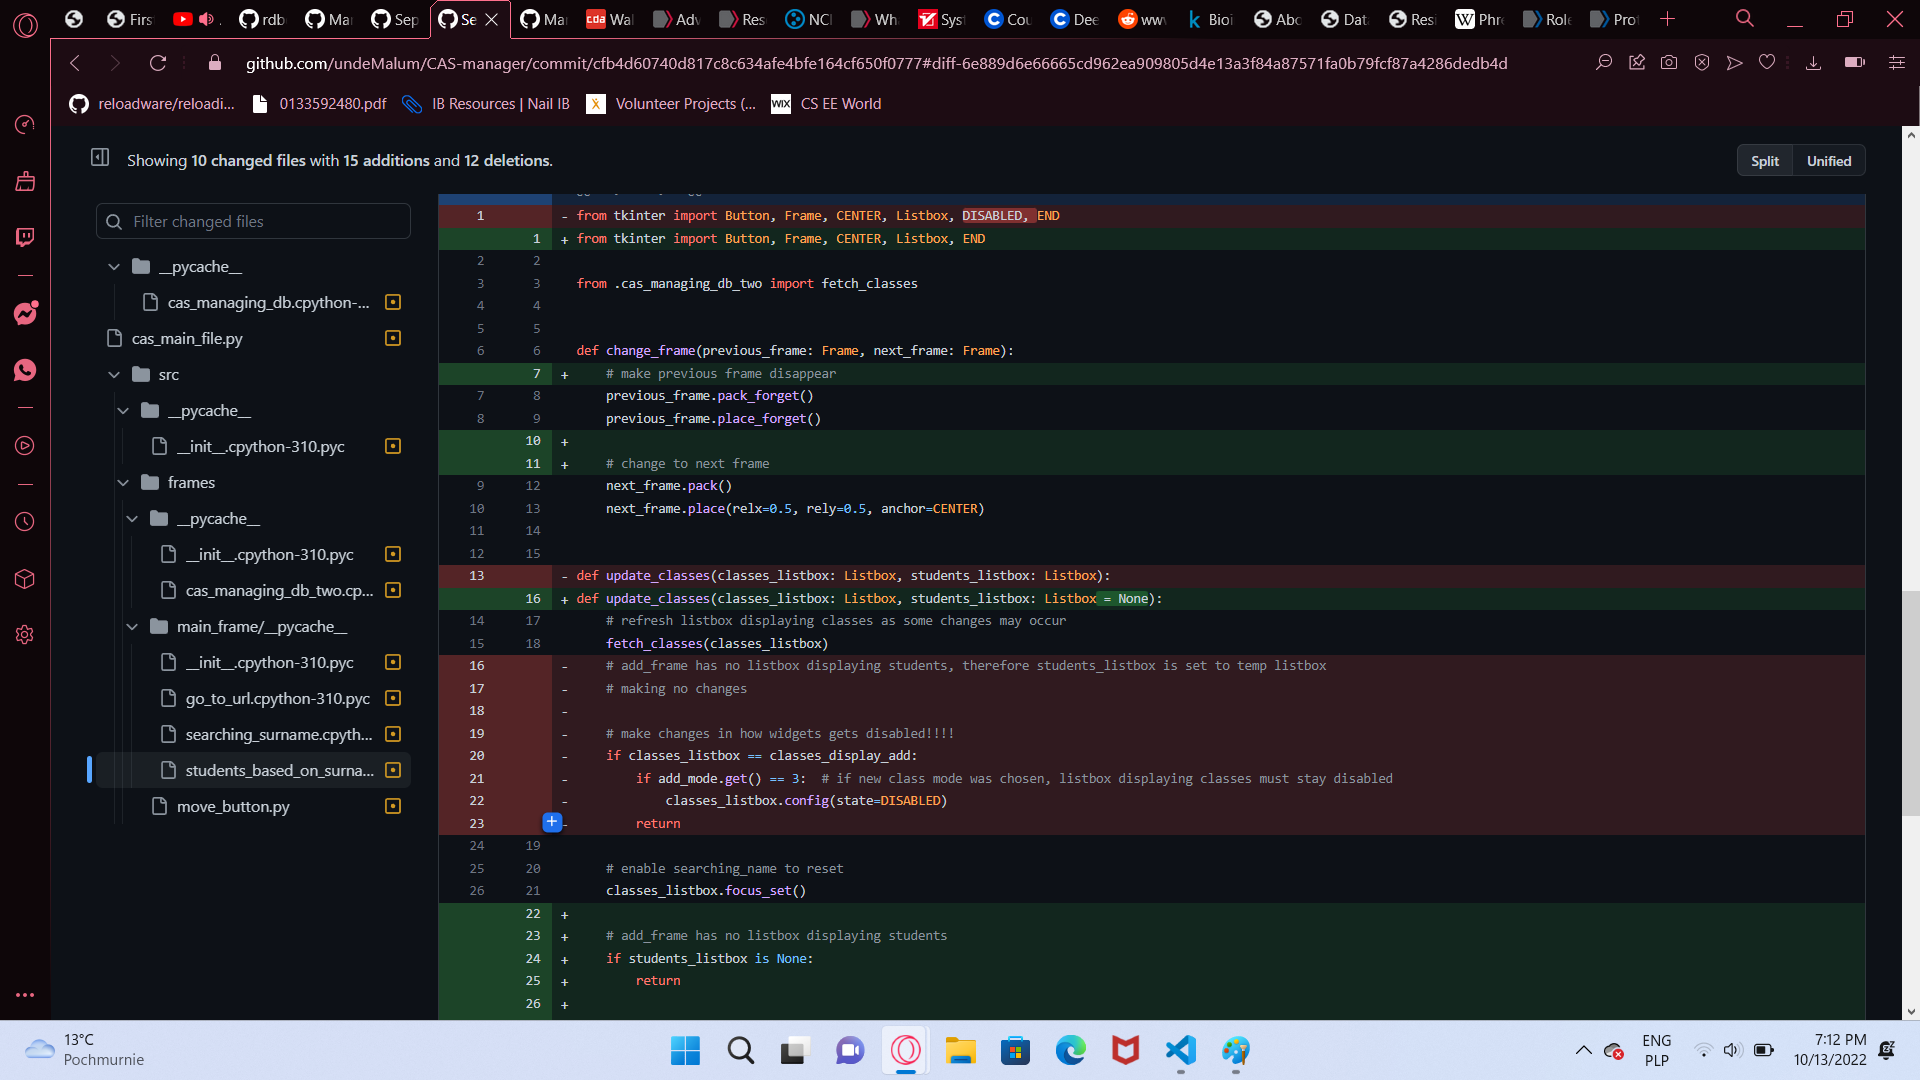 Firs
rdb
Mar
Sep
Se
Mar
cda Wal
Adv
Res
NCI
Wha
Syst
Cou
Dee
wwv
k Bioi
Abo
Data
Resi
W Phre
Role
Prot
github.com/undeMalum/CAS-manager/commit/cfb4d60740d817c8c634afe4bfe164cf650f0777#diff-6e889d6e66665cd962ea909805d4e13a3f84a87571fa0b79fcf87a4286dedb4d
reloadware/reloadi...
0133592480.pdf
IB Resources | Nail IB
Volunteer Projects (...
WIX CS EE World
Showing 10 changed files with 15 additions and 12 deletions.
Split Unified
Filter changed files
__pycache__
cas_managing_db.cpython-...
cas_main_file.py
src
__pycache__
__init__.cpython-310.pyc
frames
__pycache__
__init__.cpython-310.pyc
cas_managing_db_two.cp...
main_frame/__pycache__
__init__.cpython-310.pyc
go_to_url.cpython-310.pyc
searching_surname.cpyth...
students_based_on_surna...
move_button.py
1 - from tkinter import Button, Frame, CENTER, Listbox, DISABLED, END
1 + from tkinter import Button, Frame, CENTER, Listbox, END
2 2
3 3 from .cas_managing_db_two import fetch_classes
4 4
5 5
6 6 def change_frame(previous_frame: Frame, next_frame: Frame):
7 + # make previous frame disappear
7 8 previous_frame.pack_forget()
8 9 previous_frame.place_forget()
10 +
11 + # change to next frame
9 12 next_frame.pack()
10 13 next_frame.place(relx=0.5, rely=0.5, anchor=CENTER)
11 14
12 15
13 - def update_classes(classes_listbox: Listbox, students_listbox: Listbox):
16 + def update_classes(classes_listbox: Listbox, students_listbox: Listbox = None):
14 17 # refresh listbox displaying classes as some changes may occur
15 18 fetch_classes(classes_listbox)
16 - # add_frame has no listbox displaying students, therefore students_listbox is set to temp listbox
17 - # making no changes
18 -
19 - # make changes in how widgets gets disabled!!!!
20 - if classes_listbox == classes_display_add:
21 - if add_mode.get() == 3: # if new class mode was chosen, listbox displaying classes must stay disabled
22 - classes_listbox.config(state=DISABLED)
23 + - return
24 19
25 20 # enable searching_name to reset
26 21 classes_listbox.focus_set()
22 +
23 + # add_frame has no listbox displaying students
24 + if students_listbox is None:
25 + return
26 +
13°C
Pochmurnie
ENG
PLP
7:12 PM
10/13/2022